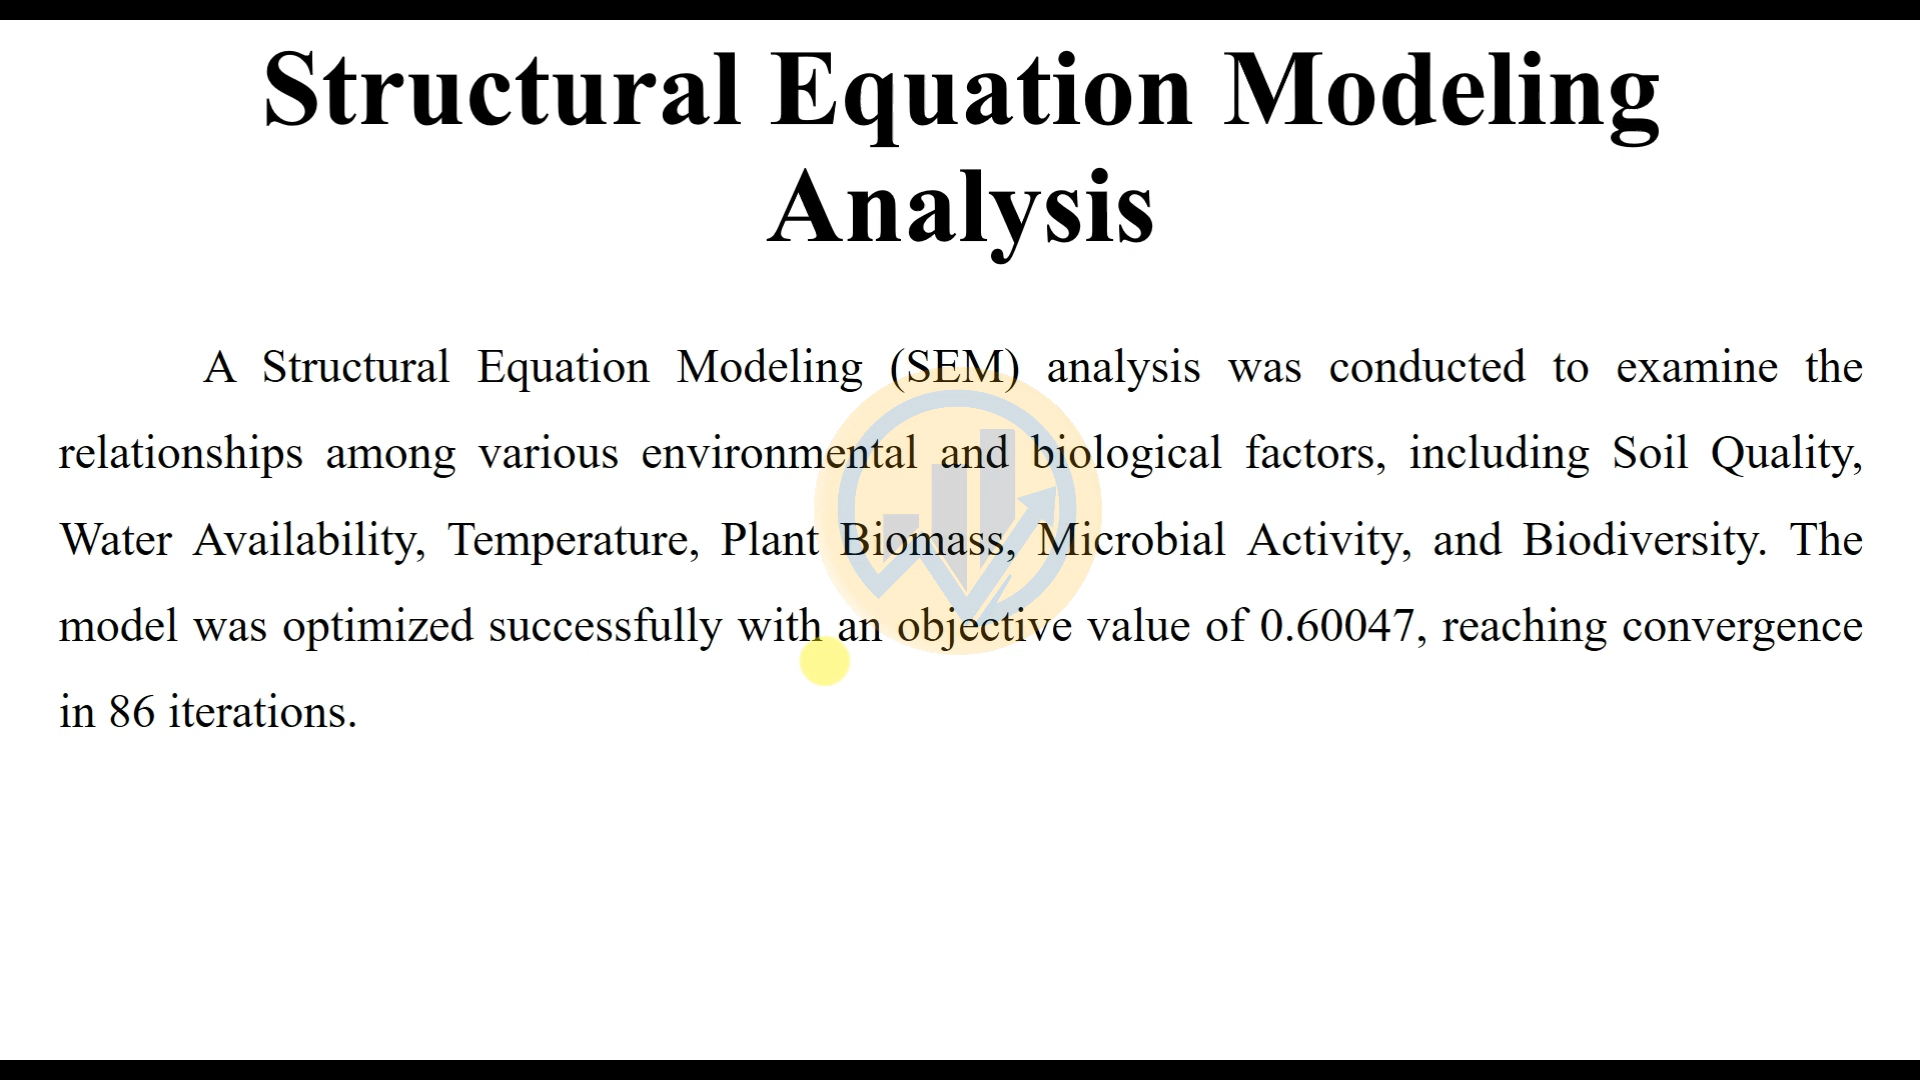 Structural Equation Modeling
Analysis
A Structural Equation Modeling (SEM) analysis was conducted to examine the
relationships among various environmental and biological factors, including Soil Quality,
Water Availability, Temperature, Plant Biomass, Microbial Activity, and Biodiversity. The
model was optimized successfully with an objective value of 0.60047, reaching convergence
in 86 iterations.